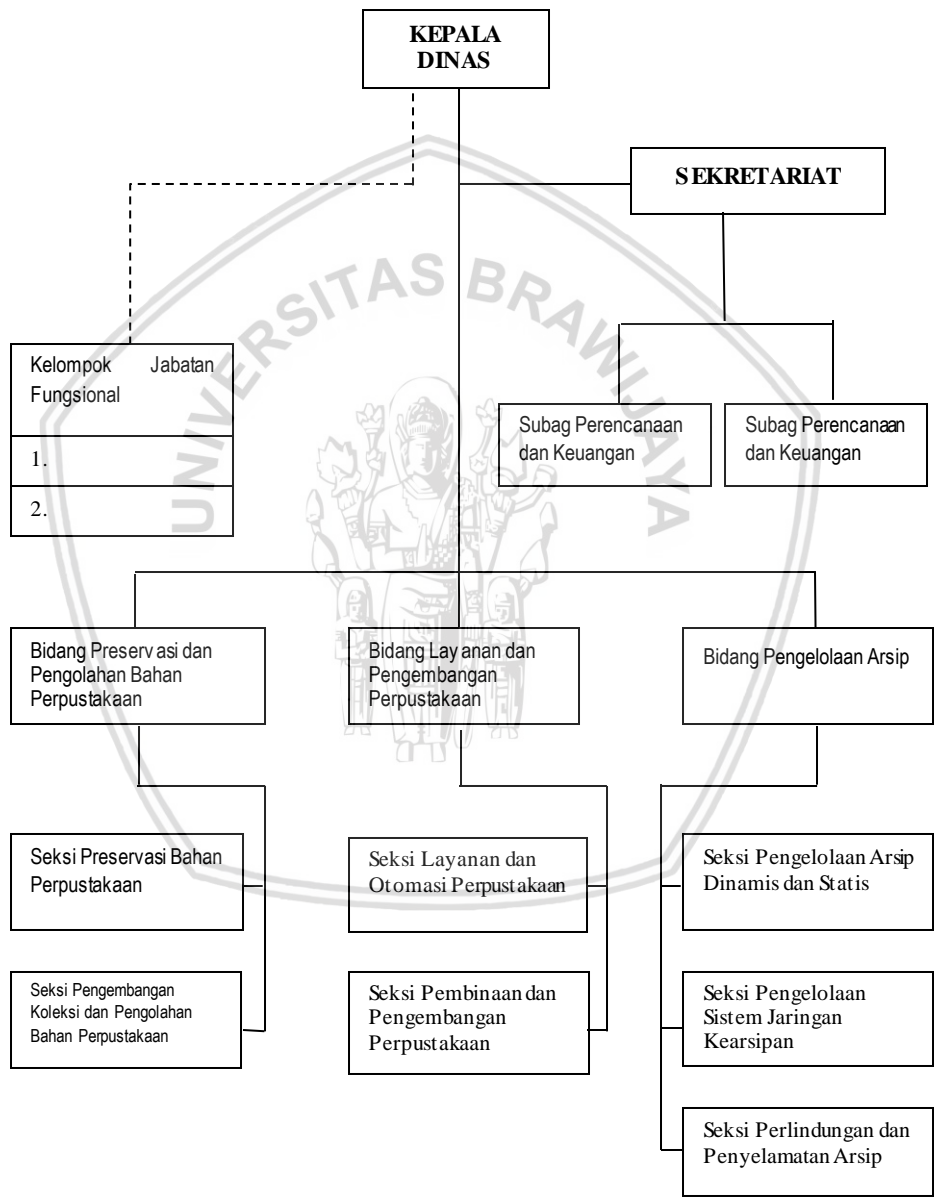 KEPALA
DINAS
SEKRETARIAT
UNIVERSITAS BRAWIJAYA
Kelompok Jabatan
Fungsional
1.
2.
Subag Perencanaan
dan Keuangan
Subag Perencanaan
dan Keuangan
Bidang Preservasi dan
Pengolahan Bahan
Perpustakaan
Bidang Layanan dan
Pengembangan
Perpustakaan
Bidang Pengelolaan Arsip
Seksi Preservasi Bahan
Perpustakaan
Seksi Layanan dan
Otomasi Perpustakaan
Seksi Pengelolaan Arsip
Dinamis dan Statis
Seksi Pengembangan
Koleksi dan Pengolahan
Bahan Perpustakaan
Seksi Pembinaan dan
Pengembangan
Perpustakaan
Seksi Pengelolaan
Sistem Jaringan
Kearsipan
Seksi Perlindungan dan
Penyelamatan Arsip